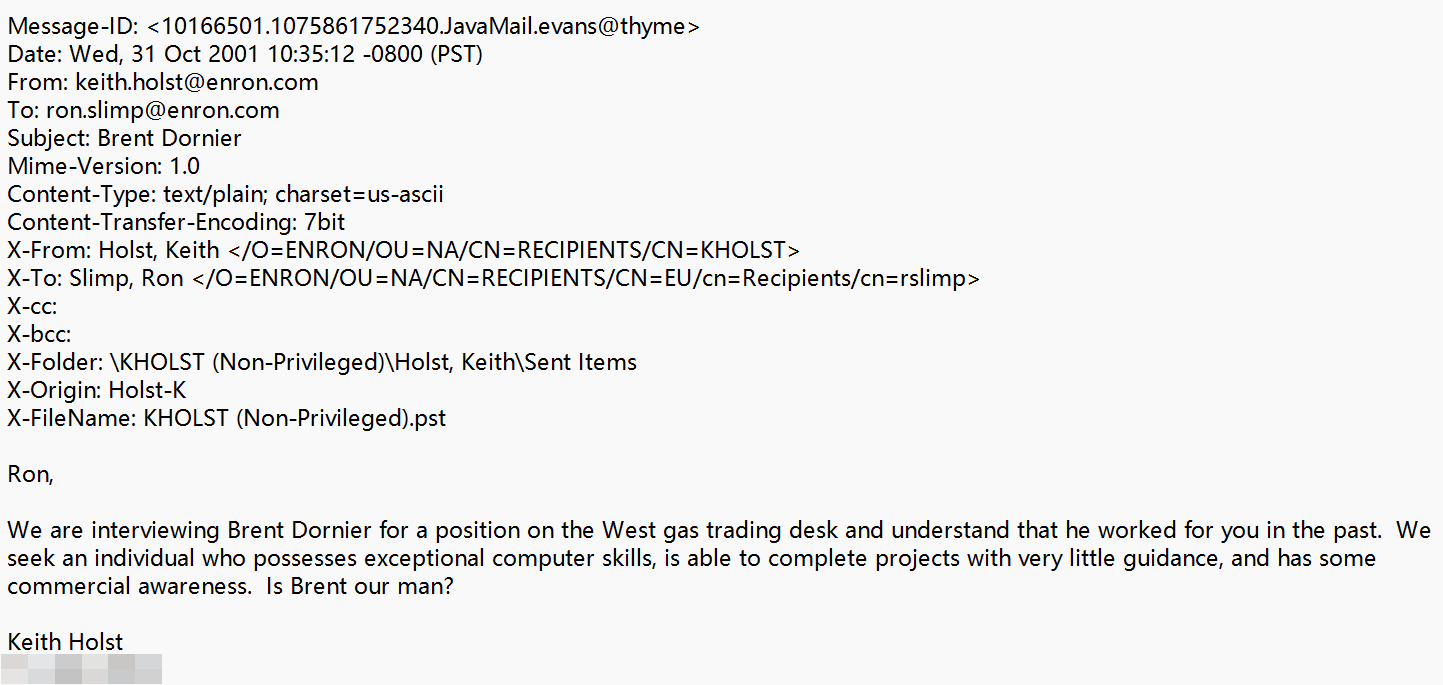 Message-ID: <10166501.1075861752340.JavaMail.evans@thyme>
Date: Wed, 31 Oct 2001 10:35:12 -0800 (PST)
From: keith.holst@enron.com
To: ron.slimp@enron.com
Subject: Brent Dornier
Mime-Version: 1.0
Content-Type: text/plain; charset=us-ascii
Content-Transfer-Encoding: 7bit
X-From: Holst, Keith </O=ENRON/OU=NA/CN=RECIPIENTS/CN=KHOLST>
X-To: Slimp, Ron </O=ENRON/OU=NA/CN=RECIPIENTS/CN=EU/cn=Recipients/cn=rslimp>
X-cc:
X-bcc:
X-Folder: \KHOLST (Non-Privileged)\Holst, Keith\Sent Items
X-Origin: Holst-K
X-FileName: KHOLST (Non-Privileged).pst

Ron,

We are interviewing Brent Dornier for a position on the West gas trading desk and understand that he worked for you in the past.  We
seek an individual who possesses exceptional computer skills, is able to complete projects with very little guidance, and has some
commercial awareness.  Is Brent our man?

Keith Holst